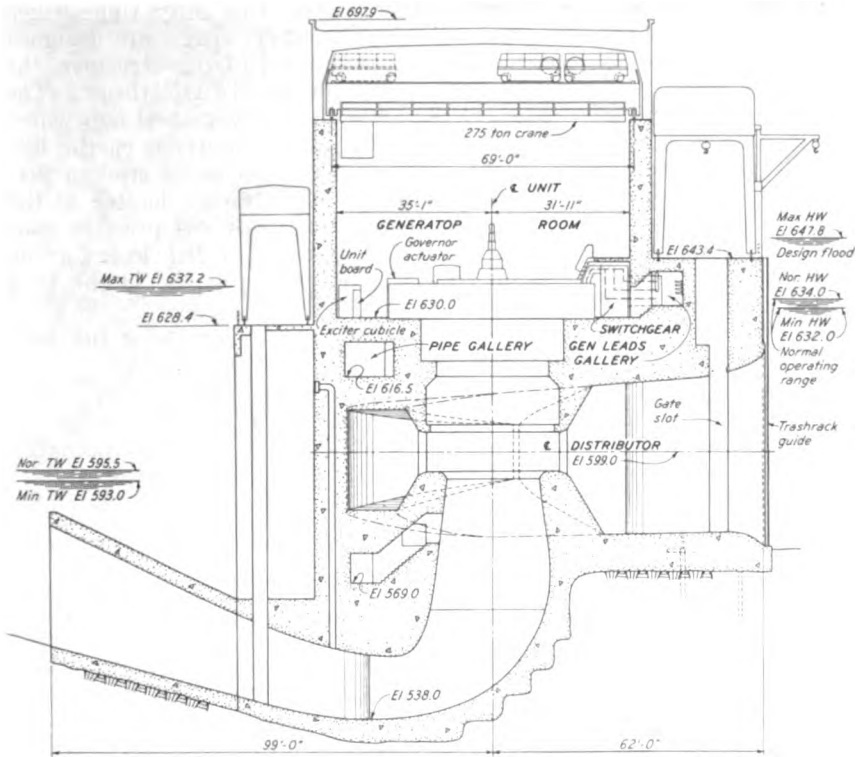 El 697.9
275 ton crane
69'-0"
℄ UNIT
35'-1"
31'-11"
GENERATOR
ROOM
Max HW
El 647.8
Design flood
El 643.4
Unit
board
Governor
actuator
Max TW El 637.2
Nor. HW
El 634.0
El 630.0
El 628.4
Min HW
El 632.0
Normal
operating
range
Exciter cubicle
SWITCHGEAR
GEN LEADS
GALLERY
PIPE GALLERY
El 616.5
Gate
slot
Trashrack
guide
℄ DISTRIBUTOR
El 599.0
Nor TW El 595.5
Min TW El 593.0
El 569.0
El 538.0
99'-0"
62'-0"